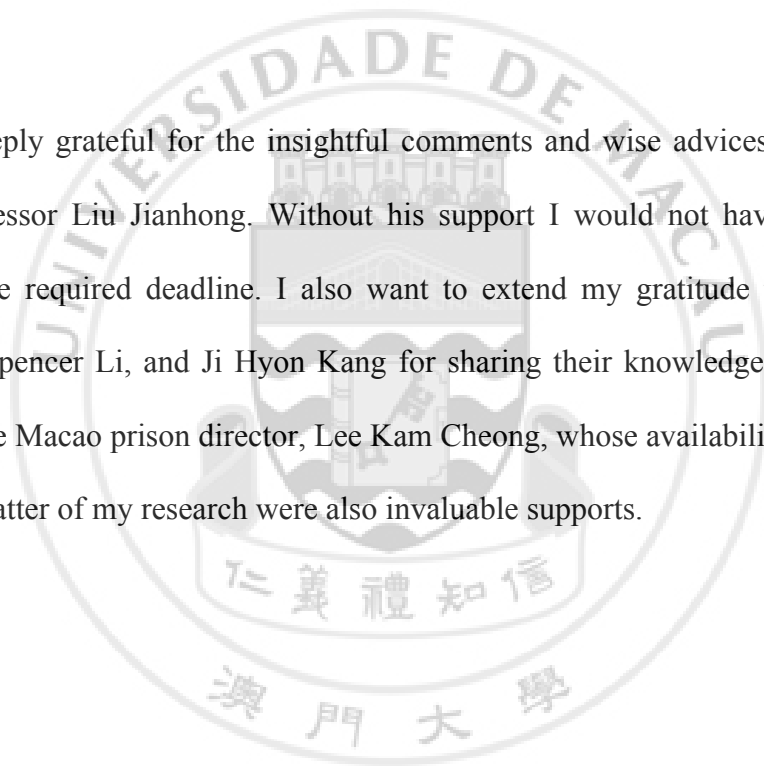 UNIVERSIDADE DE MACAU
eply grateful for the insightful comments and wise advices
essor Liu Jianhong. Without his support I would not hav
e required deadline. I also want to extend my gratitude
pencer Li, and Ji Hyon Kang for sharing their knowledge
e Macao prison director, Lee Kam Cheong, whose availabili
atter of my research were also invaluable supports.
仁義禮知信
澳門大學